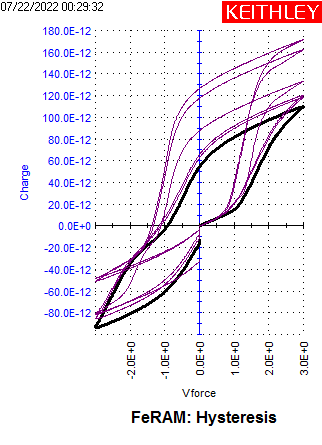 07/22/2022 00:29:32
KEITHLEY
180.0E-12
160.0E-12
140.0E-12
120.0E-12
100.0E-12
80.0E-12
60.0E-12
40.0E-12
20.0E-12
0.0E+0
-20.0E-12
-40.0E-12
-60.0E-12
-80.0E-12
Charge
-2.0E+0
-1.0E+0
0.0E+0
1.0E+0
2.0E+0
3.0E+0
Vforce
FeRAM: Hysteresis